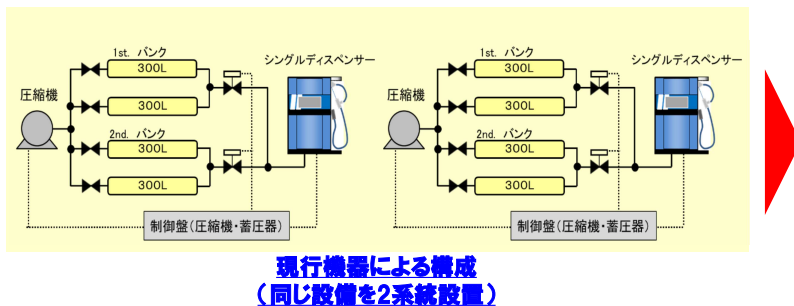 1st. バンク
300L
シングルディスペンサー
圧縮機
300L
2nd. バンク
300L
300L
制御盤(圧縮機・蓄圧器)
1st. バンク
300L
シングルディスペンサー
圧縮機
300L
2nd. バンク
300L
300L
制御盤(圧縮機・蓄圧器)
現行機器による構成
(同じ設備を2系統設置)